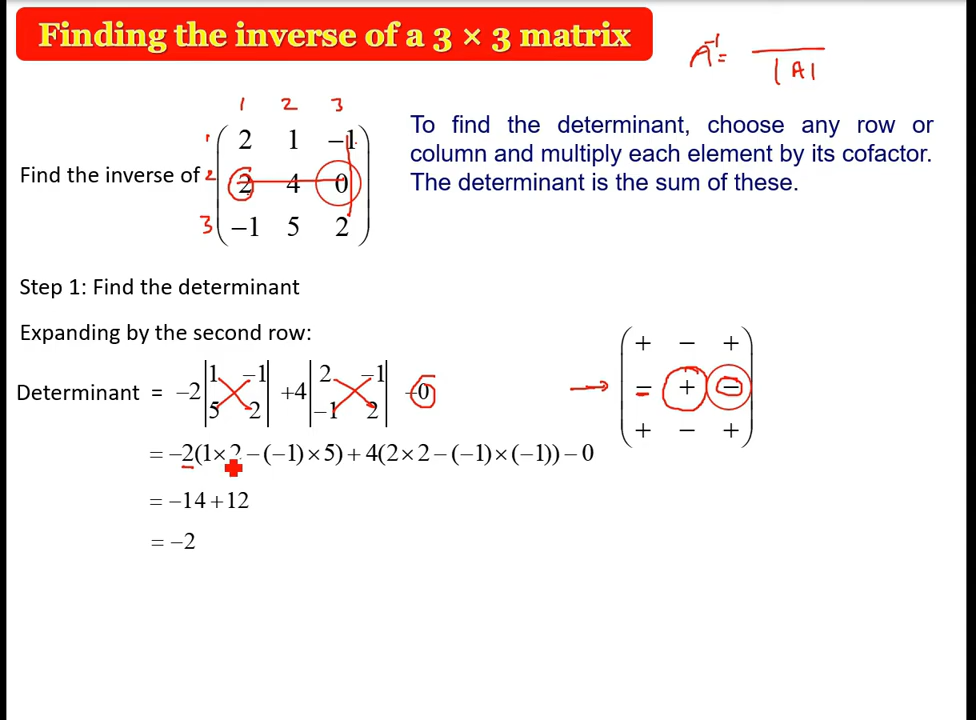 Finding the inverse of a 3 × 3 matrix
A⁻¹ = / |A|
1 2 3
1 ( 2 1 −1 )
Find the inverse of 2 ( 2 4 0 )
3 ( −1 5 2 )
To find the determinant, choose any row or
column and multiply each element by its cofactor.
The determinant is the sum of these.
Step 1: Find the determinant
Expanding by the second row:
Determinant = −2 |1 −1; 5 2| +4 |2 −1; −1 2| −0
→ ( + − + )
( − + − )
( + − + )
= −2(1×2−(−1)×5)+4(2×2−(−1)×(−1))−0
= −14+12
= −2